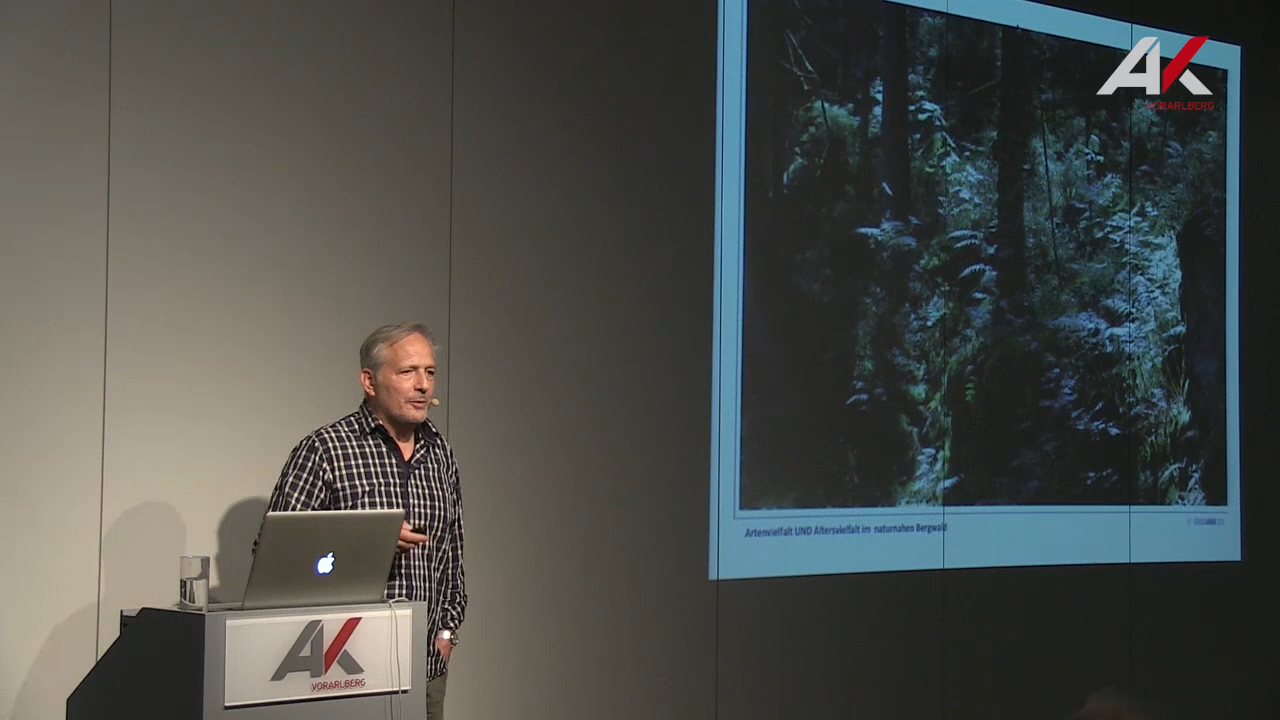 AK
VORARLBERG
Artenvielfalt UND Altersvielfalt im naturnahen Bergwald
AK
VORARLBERG